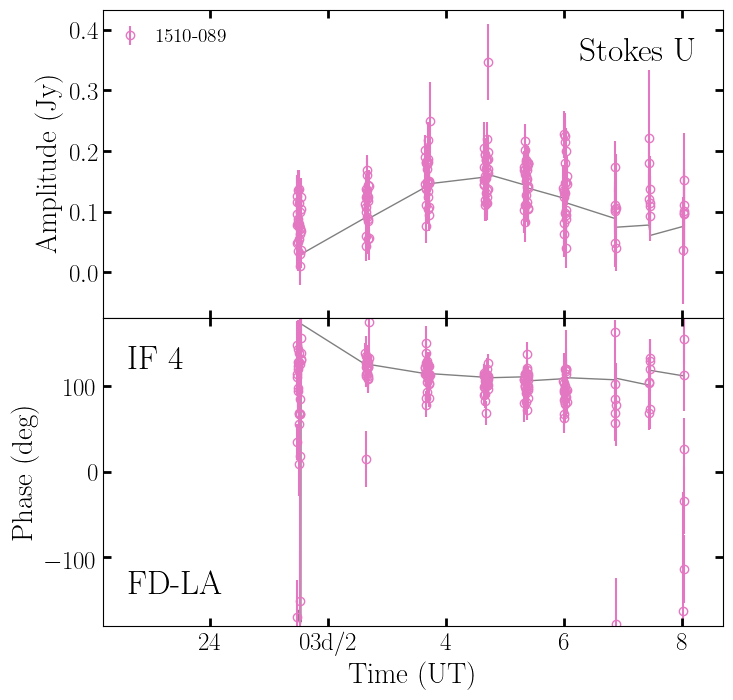 0.4
0.3
0.2
0.1
0.0
Amplitude (Jy)
1510-089
Stokes U
100
0
−100
Phase (deg)
IF 4
FD-LA
24
03d/2
4
6
8
Time (UT)